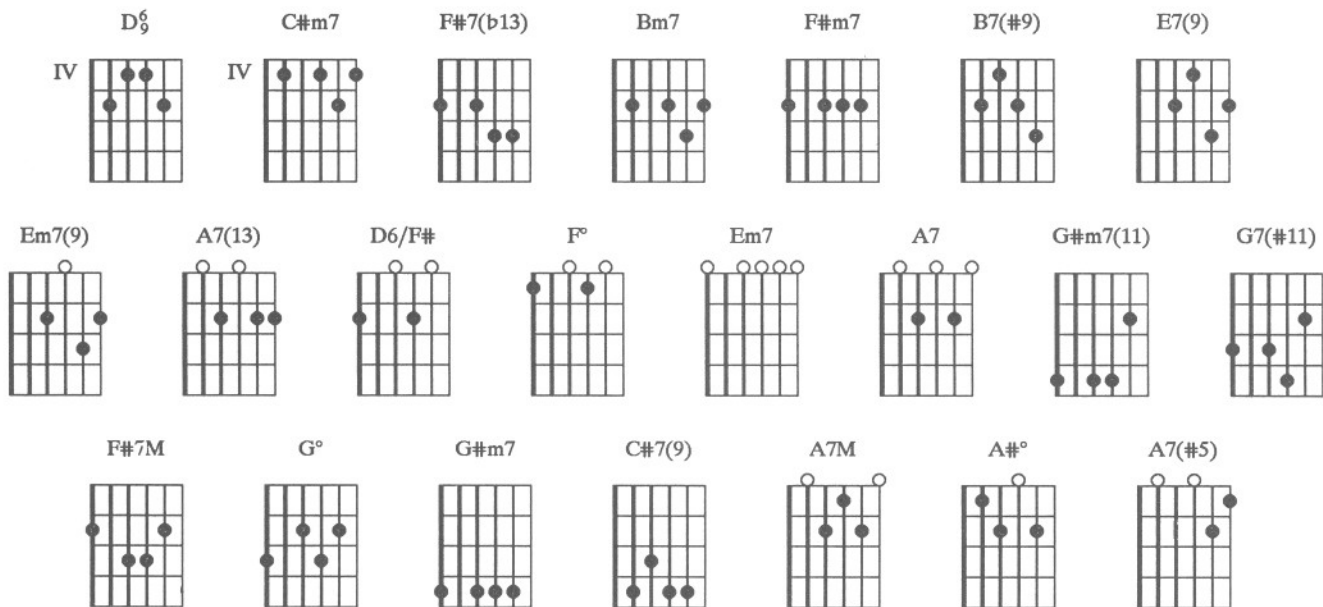 D6/9 C#m7 F#7(♭13) Bm7 F#m7 B7(#9) E7(9)
IV IV
Em7(9) A7(13) D6/F# F° Em7 A7 G#m7(11) G7(#11)
F#7M G° G#m7 C#7(9) A7M A#° A7(#5)